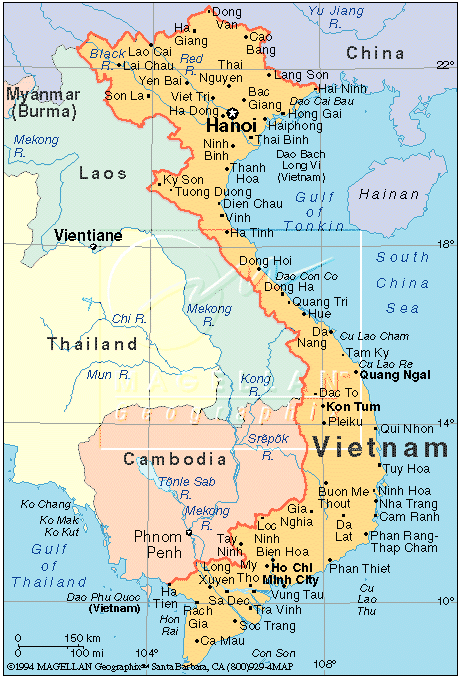 Dong
Van
Yu Jiang
R.
Ha
Giang
Cao
Bang
China
Black
R.
Lao Cai
Red
R.
Lai Chau
Thai
Nguyen
Lang Son
22°
Yen Bai
Ha Ninh
Myanmar
(Burma)
Son La
Viet Tri
Bac
Giang
Dao Cai Bau
Ha Dong
Hong Gai
Hanoi
Haiphong
Mekong
R.
Ninh
Binh
Thai Binh
Laos
Thanh
Hoa
Dao Bach
Long Vi
(Vietnam)
Ky Son
Tuong Duong
Hainan
Gulf
of
Tonkin
Dien Chau
Vinh
Vientiane
Ha Tinh
18°
Dong Hoi
South
China
Sea
Dao Con Co
Dong Ha
Mekong
R.
Quang Tri
Hue
Chi R.
Da
Nang
Cu Lao Cham
Thailand
Tam Ky
Cu Lao Re
Mun R.
Kong
R.
Quang Ngai
MAGELLAN
Geographix
Dac To
Kon Tum
Pleiku
14°
Qui Nhon
Srêpôk
R.
Vietnam
Cambodia
Tuy Hoa
Tônle Sab
R.
Buon Me
Thout
Ninh Hoa
Ko Chang
Ko Mak
Ko Kut
Mekong
R.
Gia
Nghia
Nha Trang
Cam Ranh
Loc
Ninh
Da
Lat
Phnom
Penh
Tay
Ninh
Bien Hoa
Phan Rang-
Thap Cham
Gulf
of
Thailand
Long
Xuyen
My
Tho
Ho Chi
Minh City
Phan Thiet
Dao Phu Quoc
(Vietnam)
Ha
Tien
Vung Tau
Cu
Lao
Thu
Sa Dec
Tra Vinh
10°
Hon
Rai
Rach
Gia
Soc Trang
Ca Mau
0 150 km
0 100 mi
104°
Con Son
108°
©1994 MAGELLAN Geographix℠ Santa Barbara, CA (800)929-4MAP